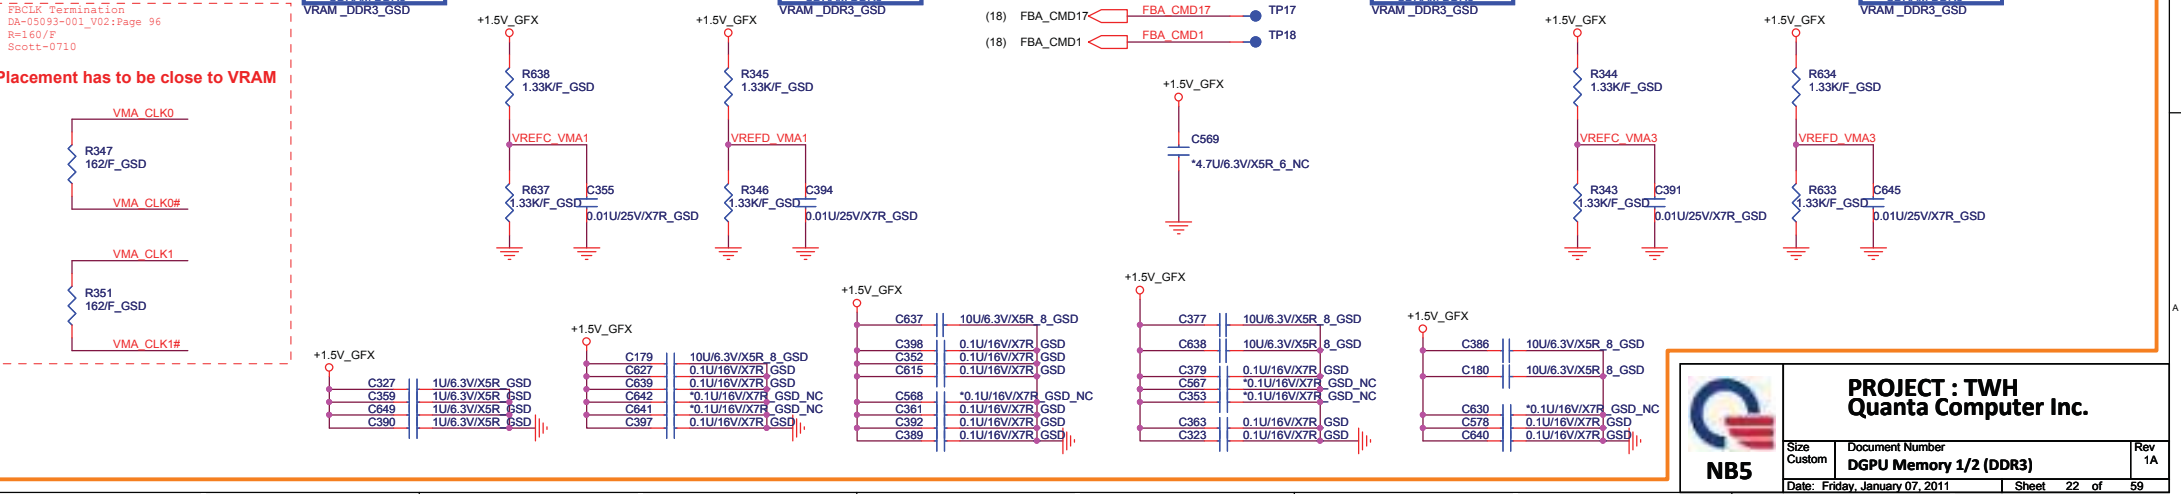 FBCLK Termination
DA-05093-001_V02:Page 96
R=160/F
Scott-0710
Placement has to be close to VRAM
VMA_CLK0
R347
162/F_GSD
VMA_CLK0#
VMA_CLK1
R351
162/F_GSD
VMA_CLK1#
VRAM_DDR3_GSD
VRAM_DDR3_GSD
VRAM_DDR3_GSD
VRAM_DDR3_GSD
+1.5V_GFX
R638
1.33K/F_GSD
VREFC_VMA1
R637
1.33K/F_GSD
C355
0.01U/25V/X7R_GSD
+1.5V_GFX
R345
1.33K/F_GSD
VREFD_VMA1
R346
1.33K/F_GSD
C394
0.01U/25V/X7R_GSD
(18) FBA_CMD17 FBA_CMD17 TP17
(18) FBA_CMD1 FBA_CMD1 TP18
+1.5V_GFX
C569
*4.7U/6.3V/X5R_6_NC
+1.5V_GFX
R344
1.33K/F_GSD
VREFC_VMA3
R343
1.33K/F_GSD
C391
0.01U/25V/X7R_GSD
+1.5V_GFX
R634
1.33K/F_GSD
VREFD_VMA3
R633
1.33K/F_GSD
C645
0.01U/25V/X7R_GSD
+1.5V_GFX
C327 1U/6.3V/X5R_GSD
C359 1U/6.3V/X5R_GSD
C649 1U/6.3V/X5R_GSD
C390 1U/6.3V/X5R_GSD
+1.5V_GFX
C179 10U/6.3V/X5R_8_GSD
C627 0.1U/16V/X7R_GSD
C639 0.1U/16V/X7R_GSD
C642 *0.1U/16V/X7R_GSD_NC
C641 *0.1U/16V/X7R_GSD_NC
C397 0.1U/16V/X7R_GSD
+1.5V_GFX
C637 10U/6.3V/X5R_8_GSD
C398 0.1U/16V/X7R_GSD
C352 0.1U/16V/X7R_GSD
C615 0.1U/16V/X7R_GSD
C568 *0.1U/16V/X7R_GSD_NC
C361 0.1U/16V/X7R_GSD
C392 0.1U/16V/X7R_GSD
C389 0.1U/16V/X7R_GSD
+1.5V_GFX
C377 10U/6.3V/X5R_8_GSD
C638 10U/6.3V/X5R_8_GSD
C379 0.1U/16V/X7R_GSD
C567 *0.1U/16V/X7R_GSD_NC
C353 *0.1U/16V/X7R_GSD_NC
C363 0.1U/16V/X7R_GSD
C323 0.1U/16V/X7R_GSD
+1.5V_GFX
C386 10U/6.3V/X5R_8_GSD
C180 10U/6.3V/X5R_8_GSD
C630 *0.1U/16V/X7R_GSD_NC
C578 0.1U/16V/X7R_GSD
C640 0.1U/16V/X7R_GSD
A
NB5
PROJECT : TWH
Quanta Computer Inc.
Size
Custom
Document Number
DGPU Memory 1/2 (DDR3)
Rev
1A
Date: Friday, January 07, 2011 Sheet 22 of 59